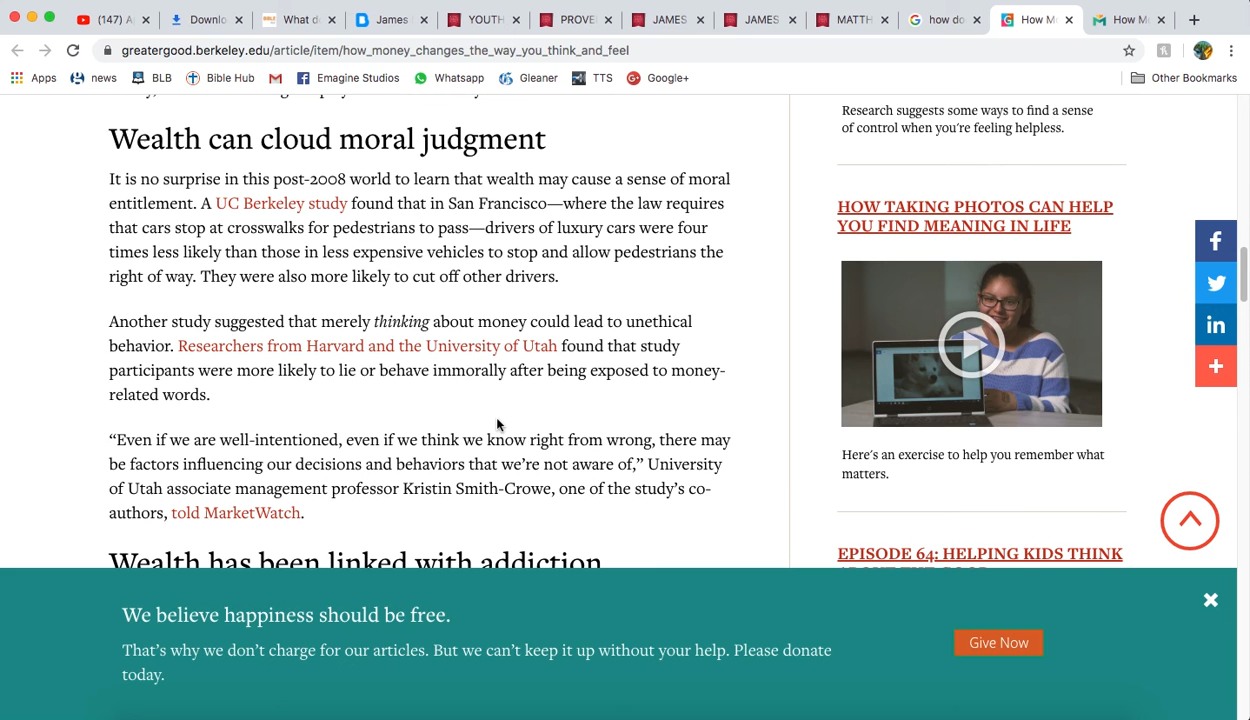 (147) A
Downlo
What d
James
YOUTH
PROVE
JAMES
JAMES
MATTH
how do
How M
How M
greatergood.berkeley.edu/article/item/how_money_changes_the_way_you_think_and_feel
Apps
news
BLB
Bible Hub
Emagine Studios
Whatsapp
Gleaner
TTS
Google+
Other Bookmarks
Wealth can cloud moral judgment
It is no surprise in this post-2008 world to learn that wealth may cause a sense of moral
entitlement. A UC Berkeley study found that in San Francisco—where the law requires
that cars stop at crosswalks for pedestrians to pass—drivers of luxury cars were four
times less likely than those in less expensive vehicles to stop and allow pedestrians the
right of way. They were also more likely to cut off other drivers.
Another study suggested that merely thinking about money could lead to unethical
behavior. Researchers from Harvard and the University of Utah found that study
participants were more likely to lie or behave immorally after being exposed to money-
related words.
“Even if we are well-intentioned, even if we think we know right from wrong, there may
be factors influencing our decisions and behaviors that we’re not aware of,” University
of Utah associate management professor Kristin Smith-Crowe, one of the study’s co-
authors, told MarketWatch.
Wealth has been linked with addiction
Research suggests some ways to find a sense
of control when you're feeling helpless.
HOW TAKING PHOTOS CAN HELP
YOU FIND MEANING IN LIFE
Here's an exercise to help you remember what
matters.
EPISODE 64: HELPING KIDS THINK
We believe happiness should be free.
That’s why we don’t charge for our articles. But we can’t keep it up without your help. Please donate
today.
Give Now